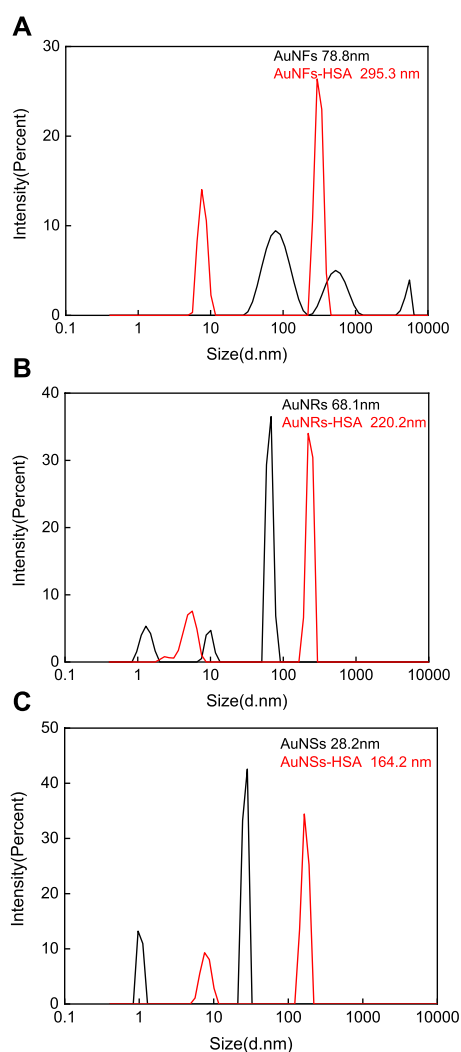 A
AuNFs 78.8nm
AuNFs-HSA 295.3 nm
30
20
10
0
Intensity(Percent)
0.1 1 10 100 1000 10000
Size(d.nm)
B
AuNRs 68.1nm
AuNRs-HSA 220.2nm
40
30
20
10
0
Intensity(Percent)
0.1 1 10 100 1000 10000
Size(d.nm)
C
AuNSs 28.2nm
AuNSs-HSA 164.2 nm
50
40
30
20
10
0
Intensity(Percent)
0.1 1 10 100 1000 10000
Size(d.nm)